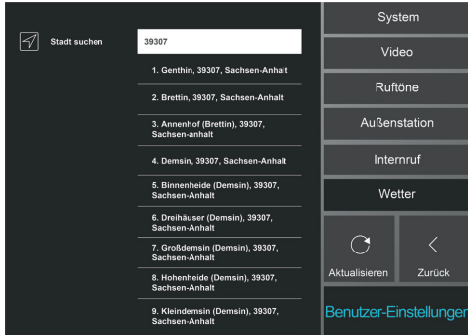 Stadt suchen
39307
1. Genthin, 39307, Sachsen-Anhalt
2. Brettin, 39307, Sachsen-Anhalt
3. Annenhof (Brettin), 39307,
Sachsen-anhalt
4. Demsin, 39307, Sachsen-Anhalt
5. Binnenheide (Demsin), 39307,
Sachsen-Anhalt
6. Dreihäuser (Demsin), 39307,
Sachsen-Anhalt
7. Großdemsin (Demsin), 39307,
Sachsen-Anhalt
8. Hohenheide (Demsin), 39307,
Sachsen-Anhalt
9. Kleindemsin (Demsin), 39307,
Sachsen-Anhalt
System
Video
Ruftöne
Außenstation
Internruf
Wetter
Aktualisieren
Zurück
Benutzer-Einstellungen